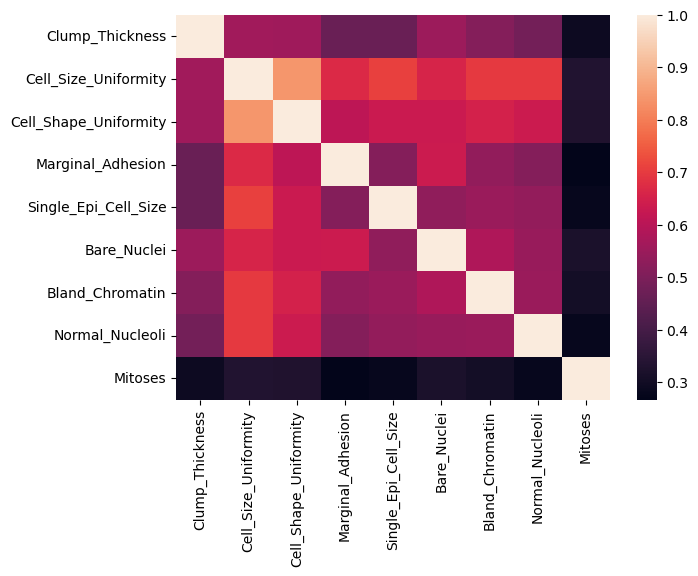 Clump_Thickness
Cell_Size_Uniformity
Cell_Shape_Uniformity
Marginal_Adhesion
Single_Epi_Cell_Size
Bare_Nuclei
Bland_Chromatin
Normal_Nucleoli
Mitoses
Clump_Thickness
Cell_Size_Uniformity
Cell_Shape_Uniformity
Marginal_Adhesion
Single_Epi_Cell_Size
Bare_Nuclei
Bland_Chromatin
Normal_Nucleoli
Mitoses
1.0
0.9
0.8
0.7
0.6
0.5
0.4
0.3